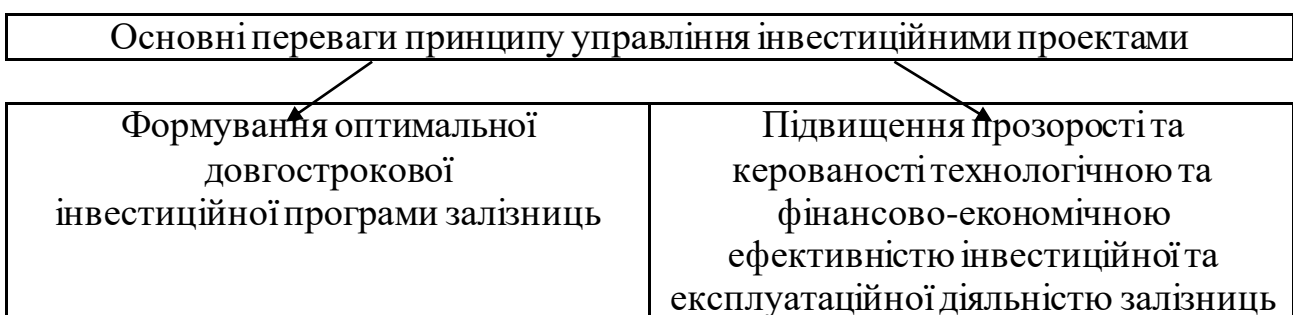 Основні переваги принципу управління інвестиційними проектами
Формування оптимальної
довгострокової
інвестиційної програми залізниць
Підвищення прозорості та
керованості технологічною та
фінансово-економічною
ефективністю інвестиційної та
експлуатаційної діяльністю залізниць